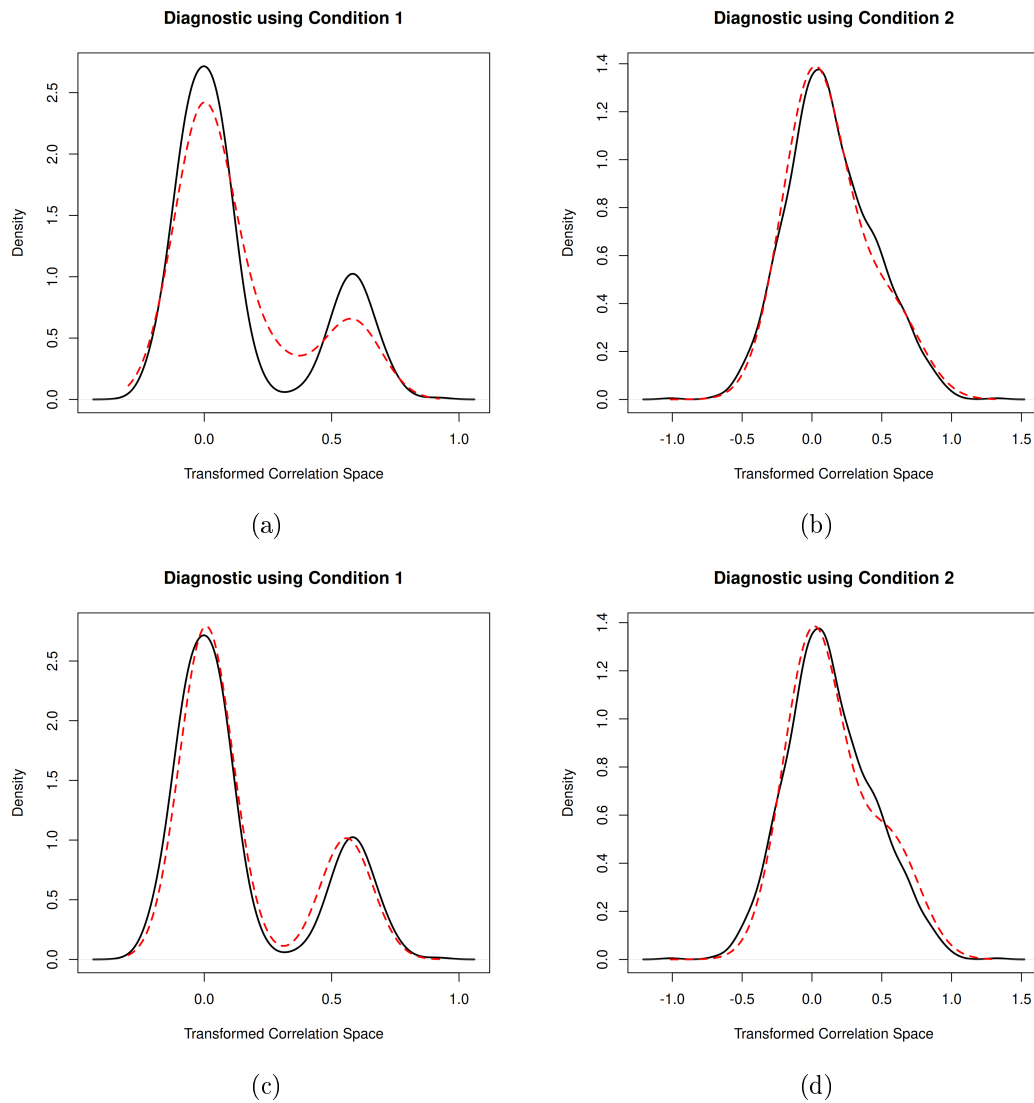 Diagnostic using Condition 1
Density
0.0 0.5 1.0 1.5 2.0 2.5
0.0 0.5 1.0
Transformed Correlation Space
(a)
Diagnostic using Condition 2
Density
0.0 0.2 0.4 0.6 0.8 1.0 1.2 1.4
-1.0 -0.5 0.0 0.5 1.0 1.5
Transformed Correlation Space
(b)
Diagnostic using Condition 1
Density
0.0 0.5 1.0 1.5 2.0 2.5
0.0 0.5 1.0
Transformed Correlation Space
(c)
Diagnostic using Condition 2
Density
0.0 0.2 0.4 0.6 0.8 1.0 1.2 1.4
-1.0 -0.5 0.0 0.5 1.0 1.5
Transformed Correlation Space
(d)